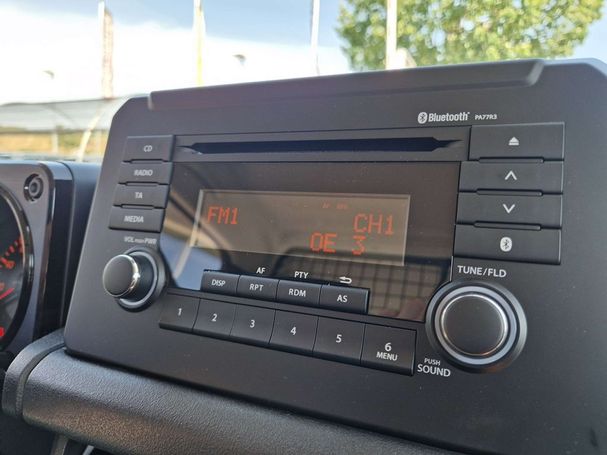 Bluetooth PA77R3
CD
RADIO
TA
MEDIA
VOL PUSH PWR
FM1 CH1
OE 3
TUNE/FLD
AF PTY
DISP RPT RDM AS
1 2 3 4 5 6
MENU
PUSH
SOUND